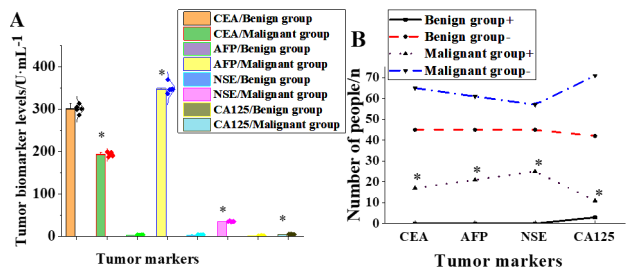 A
CEA/Benign group
CEA/Malignant group
AFP/Benign group
AFP/Malignant group
NSE/Benign group
NSE/Malignant group
CA125/Benign group
CA125/Malignant group
Tumor biomarker levels/U·mL⁻¹
400
300
200
100
0
*
*
*
*
Tumor markers
B
Benign group+
Benign group-
Malignant group+
Malignant group-
Number of people/n
70
60
50
40
30
20
10
0
*
*
*
*
CEA
AFP
NSE
CA125
Tumor markers